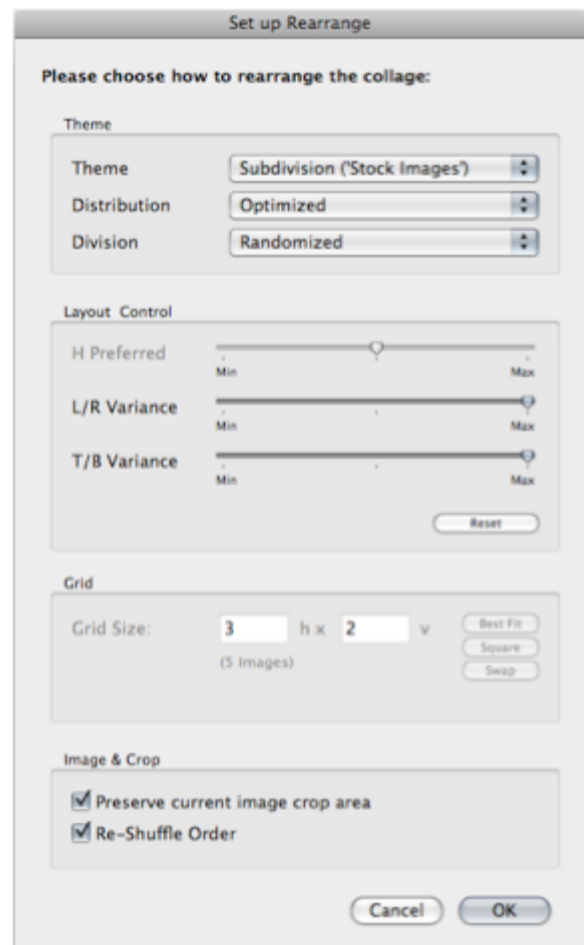 Set up Rearrange
Please choose how to rearrange the collage:
Theme
Theme Subdivision ('Stock Images')
Distribution Optimized
Division Randomized
Layout Control
H Preferred
Min Max
L/R Variance
Min Max
T/B Variance
Min Max
Reset
Grid
Grid Size: 3 h x 2 v Best Fit
Square
(5 Images)
Swap
Image & Crop
Preserve current image crop area
Re-Shuffle Order
Cancel OK